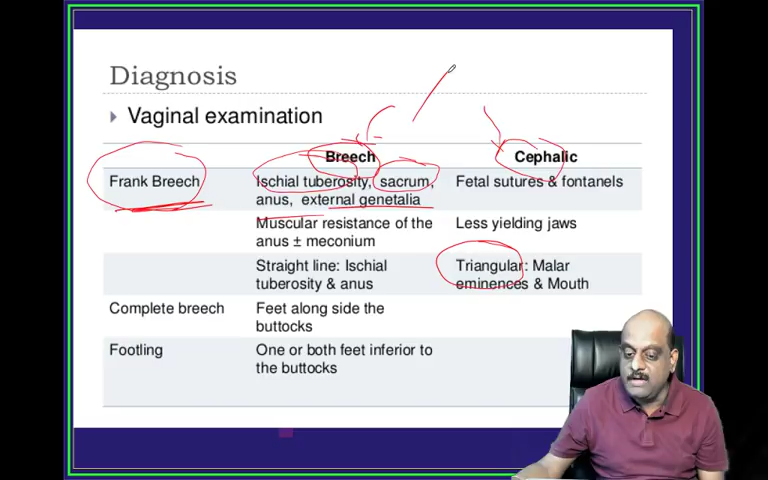 Diagnosis
Vaginal examination
Breech Cephalic
Frank Breech Ischial tuberosity, sacrum, Fetal sutures & fontanels
anus, external genetalia
Muscular resistance of the Less yielding jaws
anus ± meconium
Straight line: Ischial Triangular: Malar
tuberosity & anus eminences & Mouth
Complete breech Feet along side the
buttocks
Footling One or both feet inferior to
the buttocks